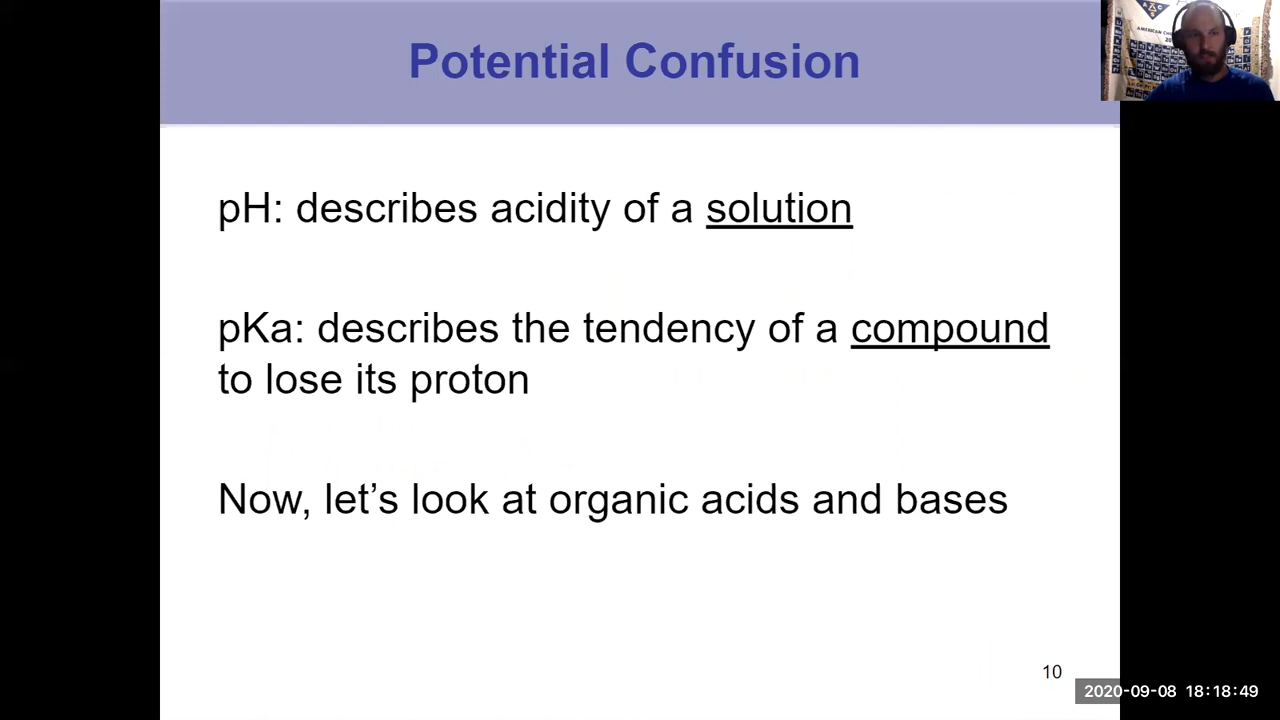 Potential Confusion
pH: describes acidity of a solution
pKa: describes the tendency of a compound
to lose its proton
Now, let’s look at organic acids and bases
10
2020-09-08 18:18:49